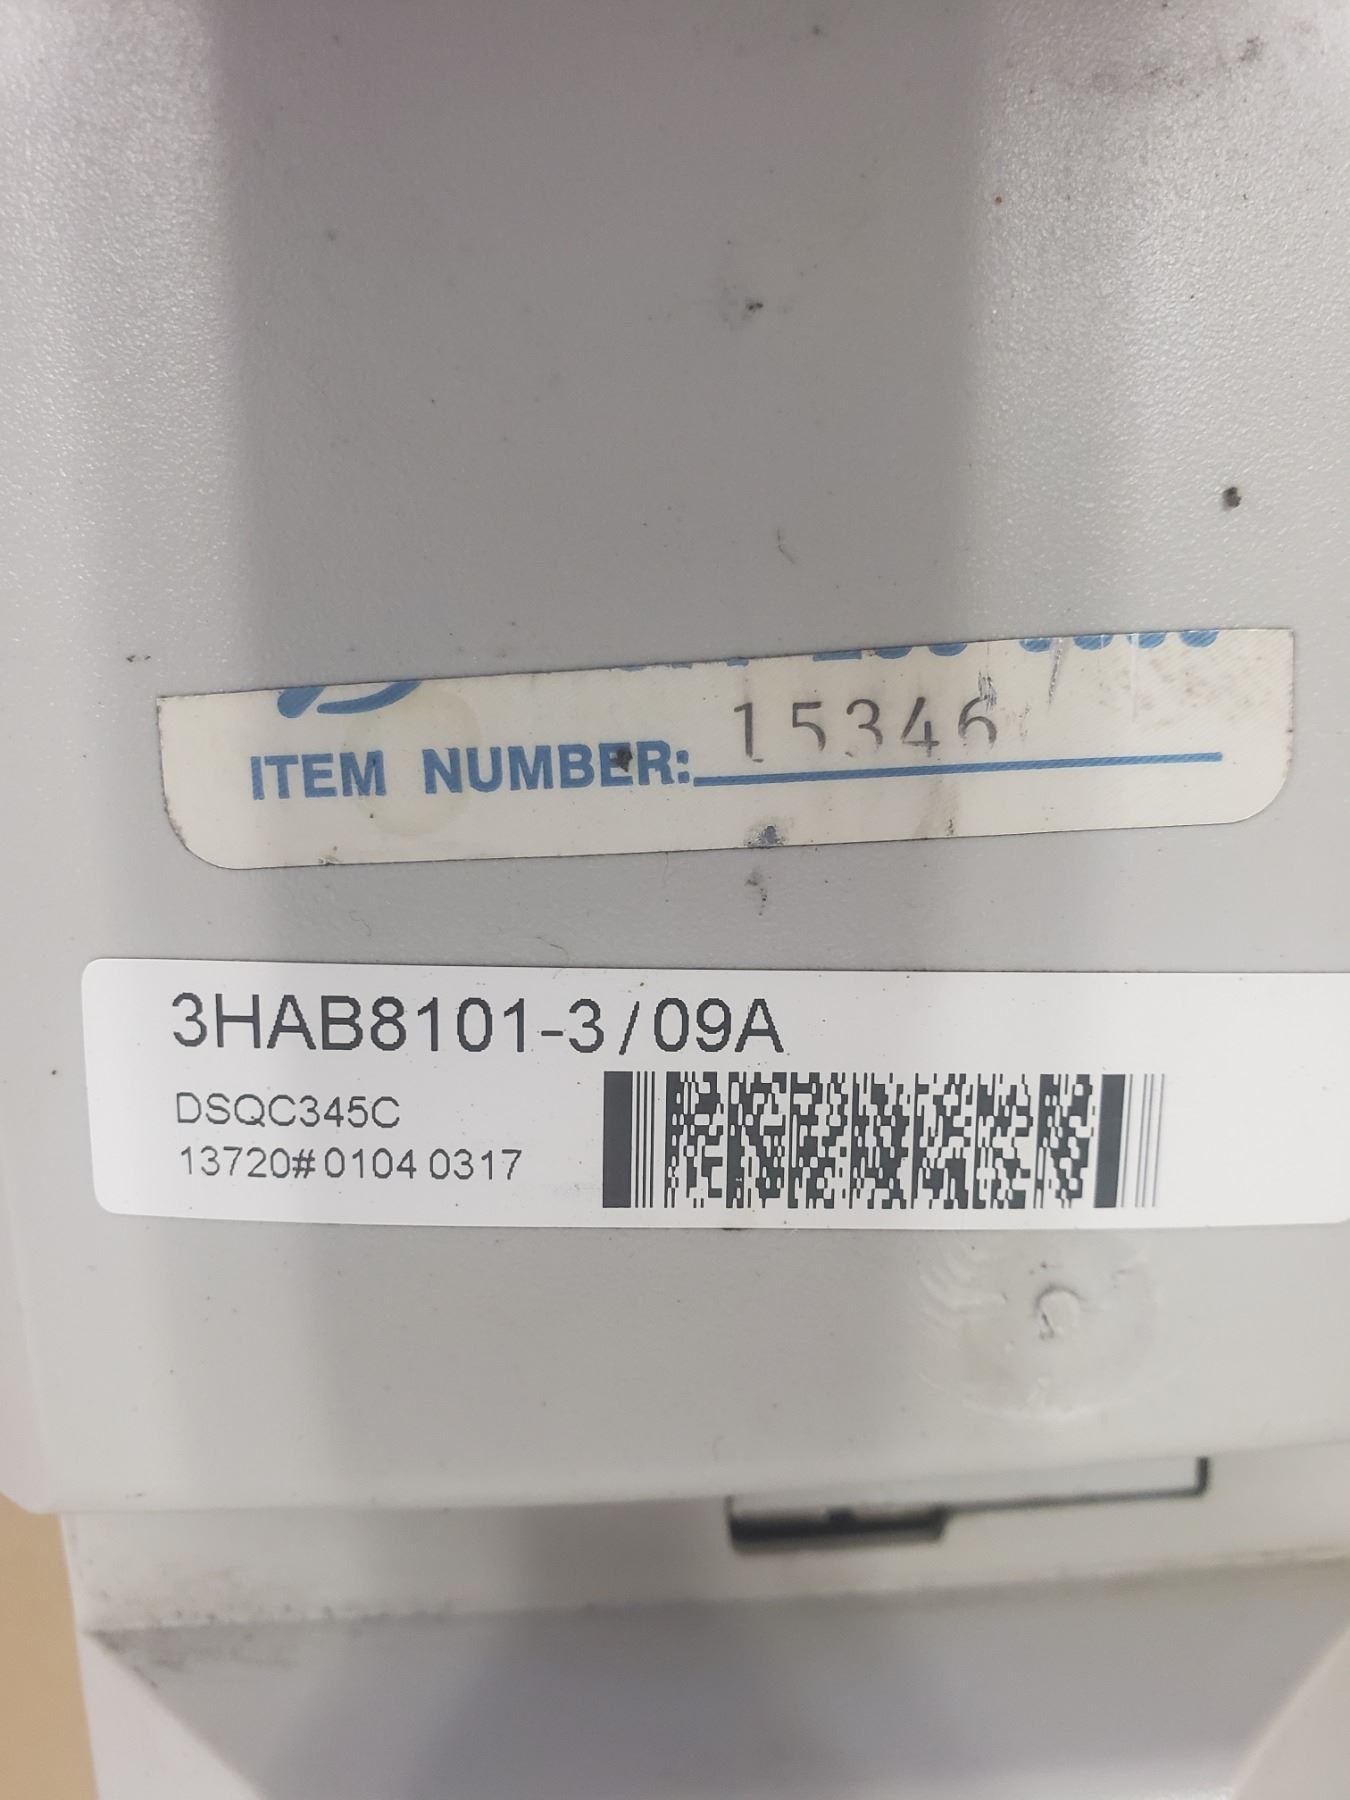 ITEM NUMBER: 15346
3HAB8101-3/09A
DSQC345C
13720#0104 0317